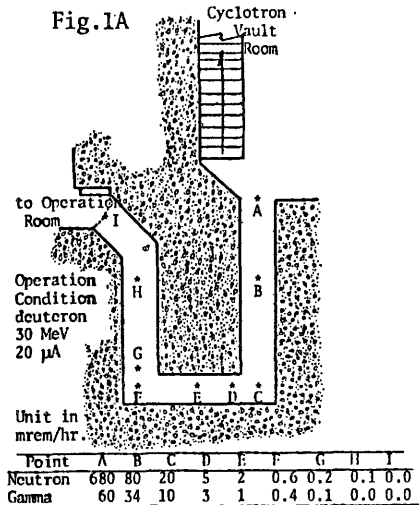 Fig.1A
Cyclotron
Vault
Room
A
to Operation
Room
I
B
H
Operation
Condition
deuteron
30 MeV
20 µA
G
F
E
D
C
Unit in
mrem/hr.
Point A B C D E F G H I
Neutron 680 80 20 5 2 0.6 0.2 0.1 0.0
Gamma 60 34 10 3 1 0.4 0.1 0.0 0.0